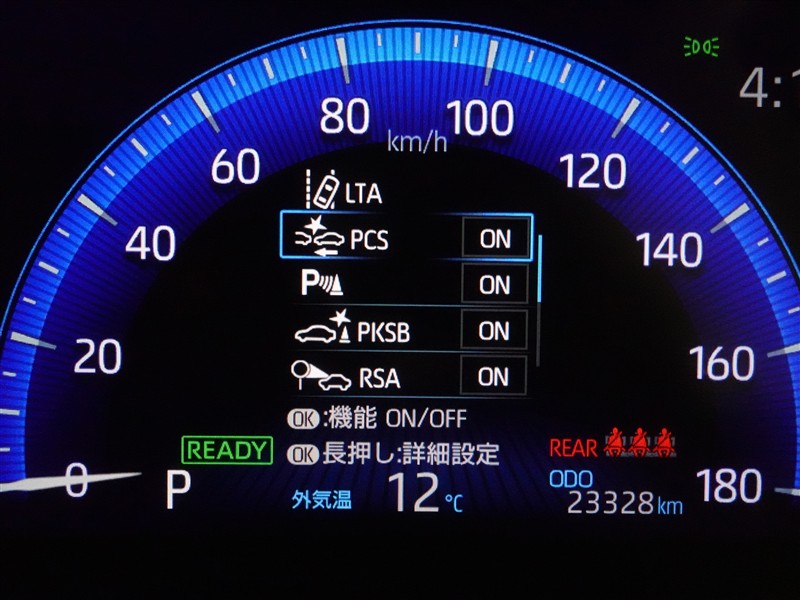 4:1
80
100
km/h
60
120
LTA
40
PCS ON
140
P ON
PKSB ON
20
160
RSA ON
OK:機能 ON/OFF
READY
OK長押し:詳細設定
REAR
0
P
ODO
180
外気温 12℃
23328km